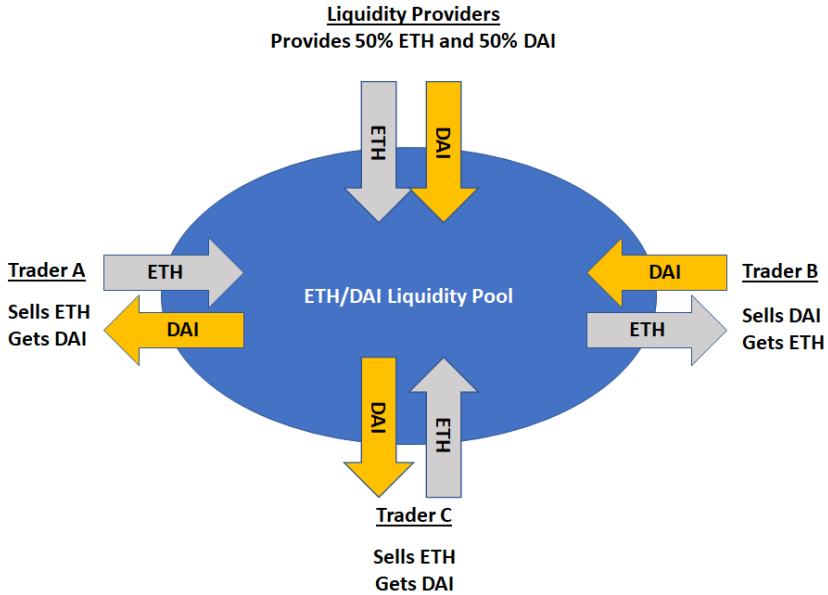 Liquidity Providers
Provides 50% ETH and 50% DAI
ETH
DAI
Trader A
ETH
Sells ETH
Gets DAI
DAI
ETH/DAI Liquidity Pool
DAI
Trader B
ETH
Sells DAI
Gets ETH
DAI
ETH
Trader C
Sells ETH
Gets DAI